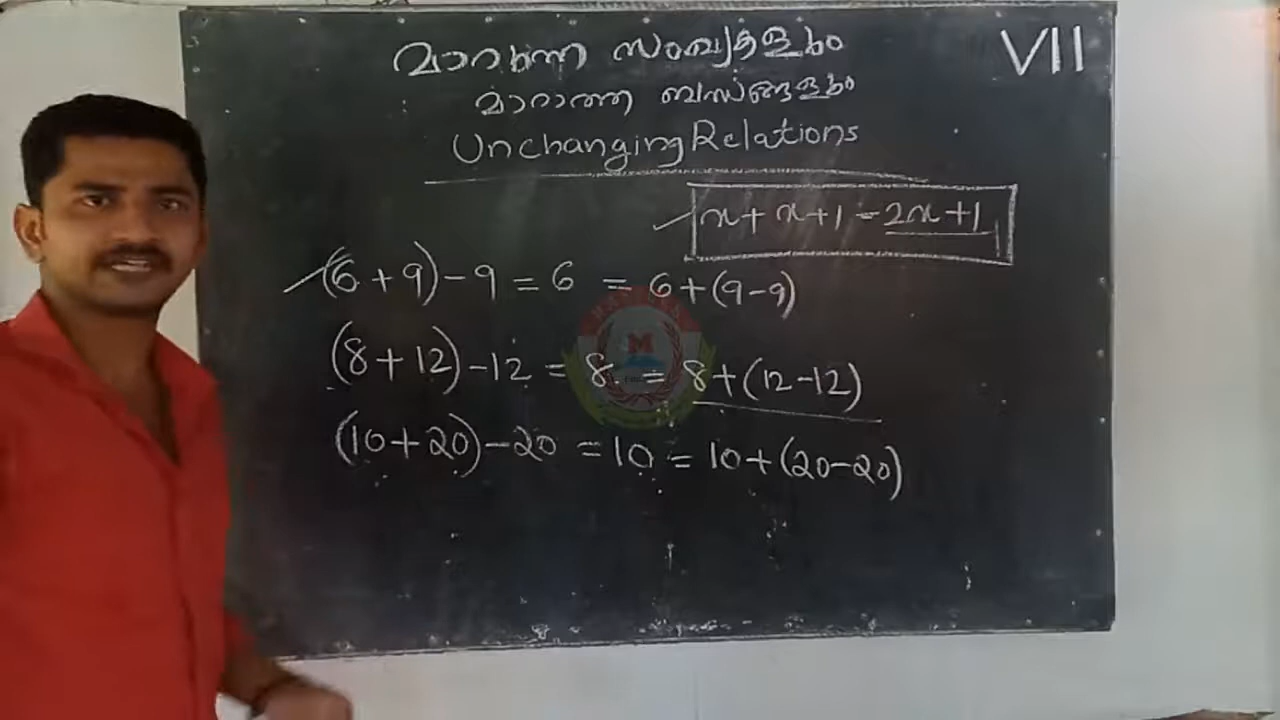 മാറുന്ന സംഖ്യകളും
VII
മാറാത്ത ബന്ധങ്ങളും
Unchanging Relations
x + x + 1 = 2x + 1
(6 + 9) - 9 = 6 = 6 + (9 - 9)
(8 + 12) - 12 = 8 = 8 + (12 - 12)
(10 + 20) - 20 = 10 = 10 + (20 - 20)
M